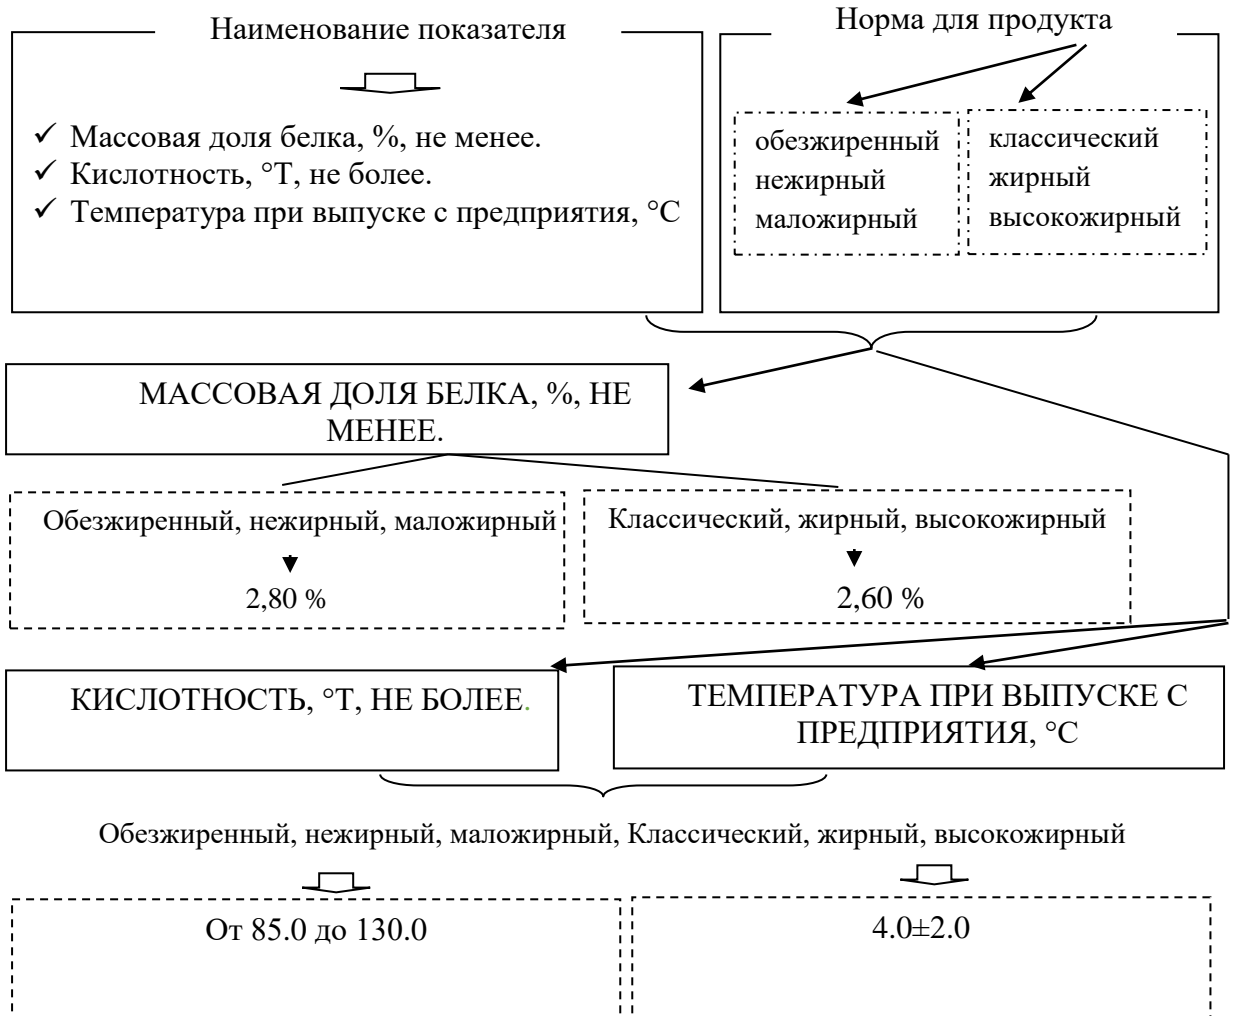 Наименование показателя
Массовая доля белка, %, не менее.
Кислотность, °Т, не более.
Температура при выпуске с предприятия, °С
Норма для продукта
обезжиренный
нежирный
маложирный
классический
жирный
высокожирный
МАССОВАЯ ДОЛЯ БЕЛКА, %, НЕ
МЕНЕЕ.
Обезжиренный, нежирный, маложирный
2,80 %
Классический, жирный, высокожирный
2,60 %
КИСЛОТНОСТЬ, °Т, НЕ БОЛЕЕ.
ТЕМПЕРАТУРА ПРИ ВЫПУСКЕ С
ПРЕДПРИЯТИЯ, °С
Обезжиренный, нежирный, маложирный, Классический, жирный, высокожирный
От 85.0 до 130.0
4.0±2.0